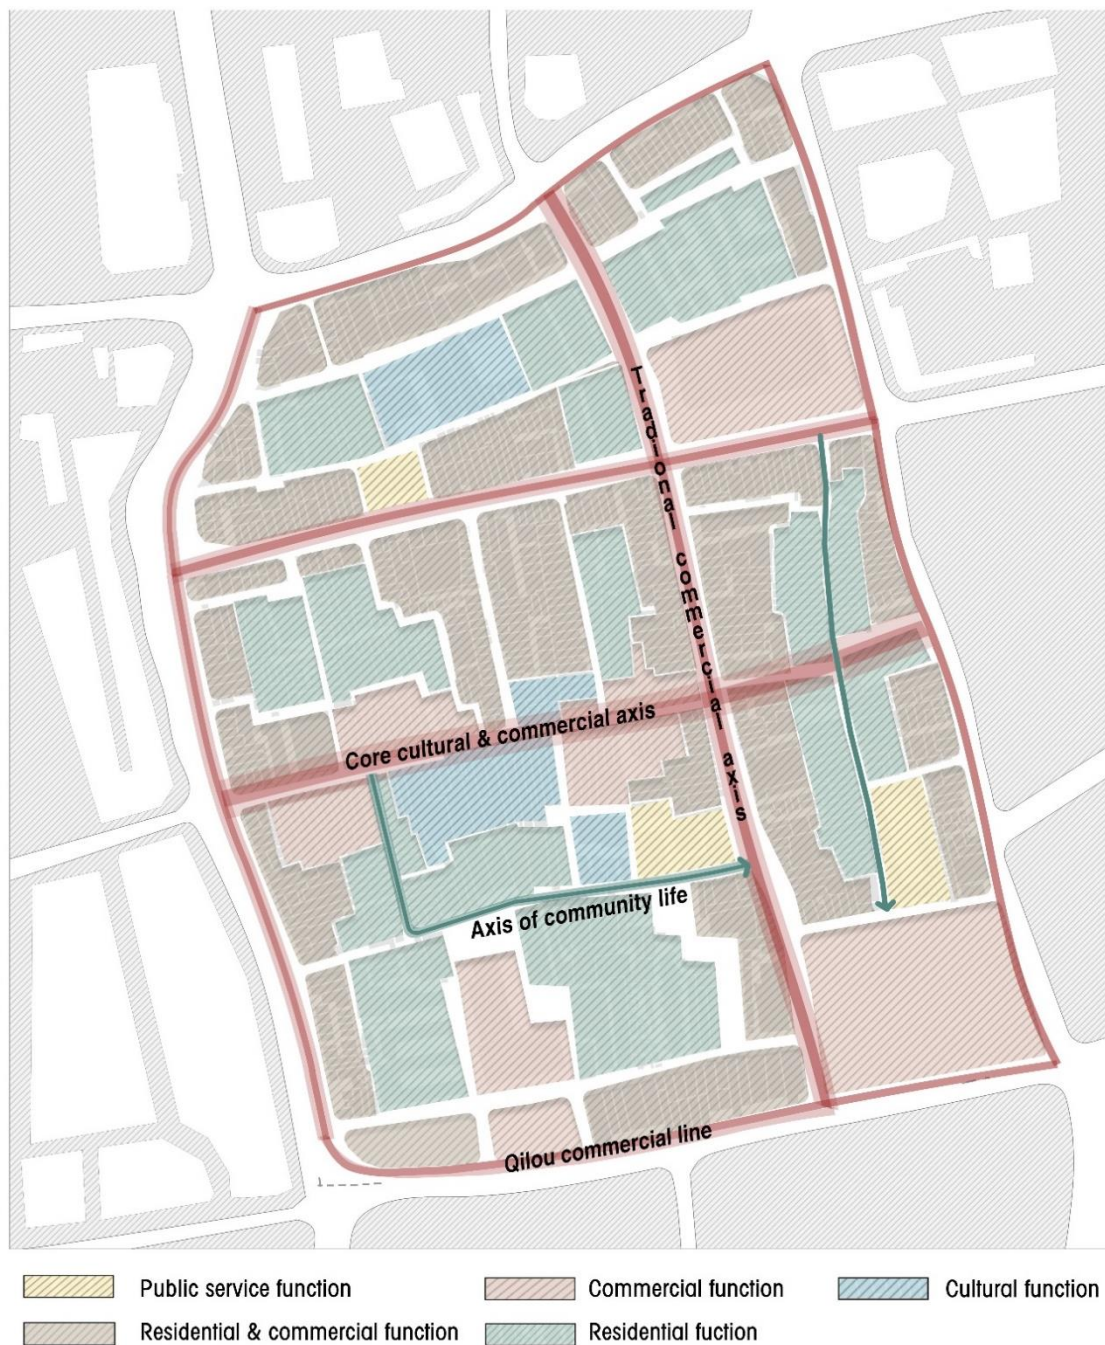 Tradional commercial axis
Core cultural & commercial axis
Axis of community life
Qilou commercial line
Public service function
Commercial function
Cultural function
Residential & commercial function
Residential fuction